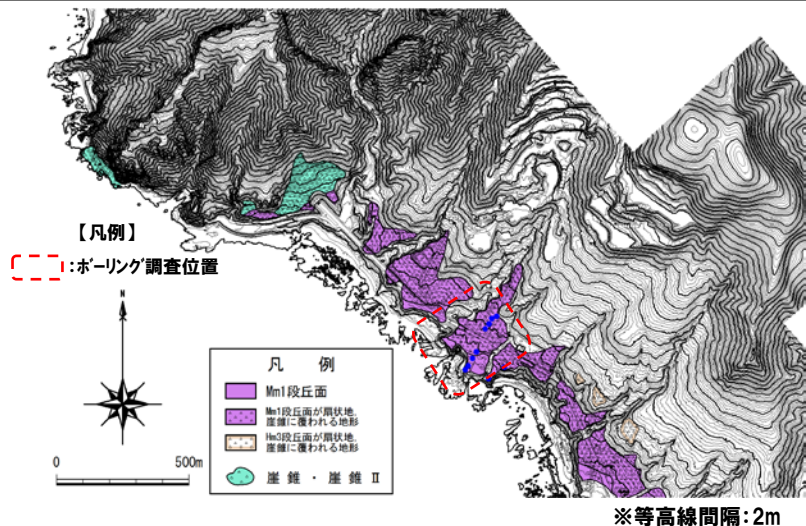 【凡例】
:ボーリング調査位置
N
0 500m
凡 例
Mm1段丘面
Mm1段丘面が扇状地、
崖錐に覆われる地形
Hm3段丘面が扇状地、
崖錐に覆われる地形
崖錐・崖錐Ⅱ
※等高線間隔:2m